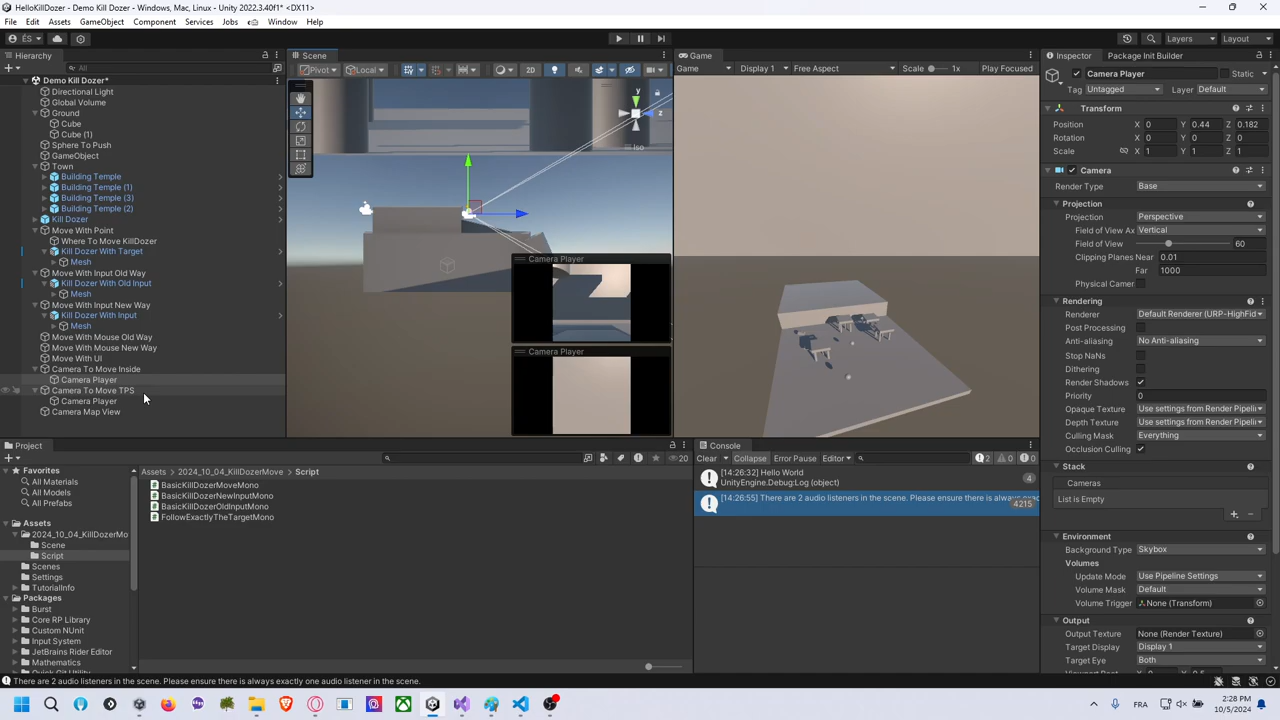 HelloKillDozer - Demo Kill Dozer - Windows, Mac, Linux - Unity 2022.3.40f1* <DX11>
File Edit Assets GameObject Component Services Jobs Window Help
ÉS Layers Layout
Hierarchy Scene Game Inspector Package Init Builder
All
Pivot Local 2D
Game Display 1 Free Aspect Scale 1x Play Focused
Demo Kill Dozer*
Directional Light
Global Volume
Ground
Cube
Cube (1)
Sphere To Push
GameObject
Town
Building Temple
Building Temple (1)
Building Temple (3)
Building Temple (2)
Kill Dozer
Move With Point
Where To Move KillDozer
Kill Dozer With Target
Mesh
Move With Input Old Way
Kill Dozer With Old Input
Mesh
Move With Input New Way
Kill Dozer With Input
Mesh
Move With Mouse Old Way
Move With Mouse New Way
Move With UI
Camera To Move Inside
Camera Player
Camera To Move TPS
Camera Player
Camera Map View
y
z
Iso
Camera Player
Camera Player
Camera Player Static
Tag Untagged Layer Default
Transform
Position X 0 Y 0.44 Z 0.182
Rotation X 0 Y 0 Z 0
Scale X 1 Y 1 Z 1
Camera
Render Type Base
Projection
Projection Perspective
Field of View Ax Vertical
Field of View 60
Clipping Planes Near 0.01
Far 1000
Physical Camer
Rendering
Renderer Default Renderer (URP-HighFid
Post Processing
Anti-aliasing No Anti-aliasing
Stop NaNs
Dithering
Render Shadows
Priority 0
Opaque Texture Use settings from Render Pipelin
Depth Texture Use settings from Render Pipelin
Culling Mask Everything
Occlusion Culling
Stack
Cameras
List is Empty
Environment
Background Type Skybox
Volumes
Update Mode Use Pipeline Settings
Volume Mask Default
Volume Trigger None (Transform)
Output
Output Texture None (Render Texture)
Target Display Display 1
Target Eye Both
Project
20
Favorites
All Materials
All Models
All Prefabs
Assets
2024_10_04_KillDozerMo
Scene
Script
Scenes
Settings
TutorialInfo
Packages
Burst
Core RP Library
Custom NUnit
Input System
JetBrains Rider Editor
Mathematics
Assets 2024_10_04_KillDozerMove Script
BasicKillDozerMoveMono
BasicKillDozerNewInputMono
BasicKillDozerOldInputMono
FollowExactlyTheTargetMono
Console
Clear Collapse Error Pause Editor 2 0 0
[14:26:32] Hello World
UnityEngine.Debug:Log (object)
4
[14:26:55] There are 2 audio listeners in the scene. Please ensure there is always exac
4215
There are 2 audio listeners in the scene. Please ensure there is always exactly one audio listener in the scene.
FRA 2:28 PM
10/5/2024